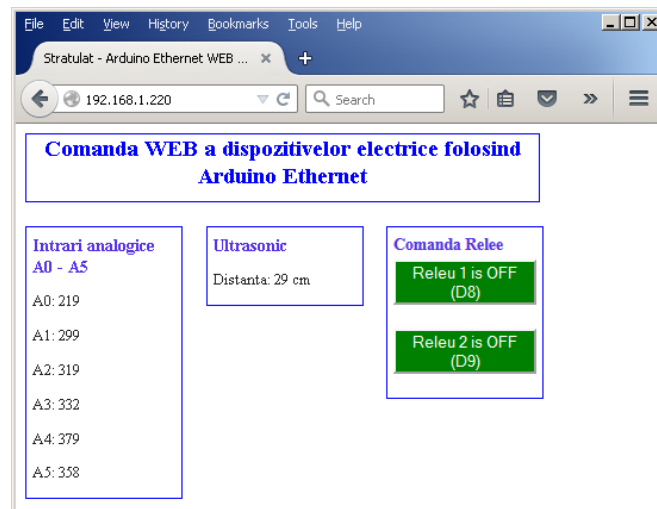 File Edit View History Bookmarks Tools Help
Stratulat - Arduino Ethernet WEB ...
192.168.1.220 Search
Comanda WEB a dispozitivelor electrice folosind
Arduino Ethernet
Intrari analogice
A0 - A5
A0: 219
A1: 299
A2: 319
A3: 332
A4: 379
A5: 358
Ultrasonic
Distanta: 29 cm
Comanda Relee
Releu 1 is OFF
(D8)
Releu 2 is OFF
(D9)